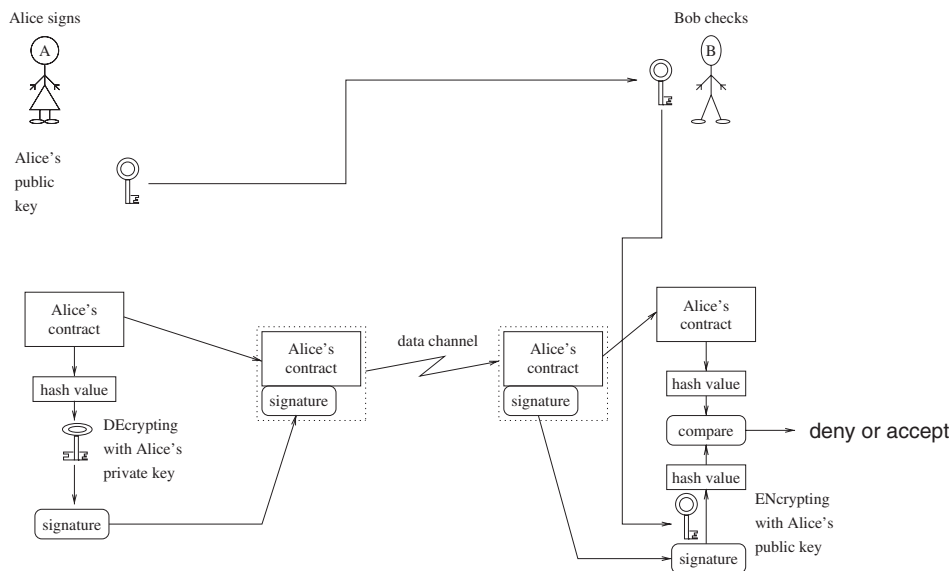 Alice signs
Bob checks
A
B
Alice's
public
key
Alice's
contract
Alice's
contract
data channel
Alice's
contract
Alice's
contract
hash value
signature
signature
hash value
DEcrypting
with Alice's
private key
compare
deny or accept
hash value
signature
ENcrypting
with Alice's
public key
signature